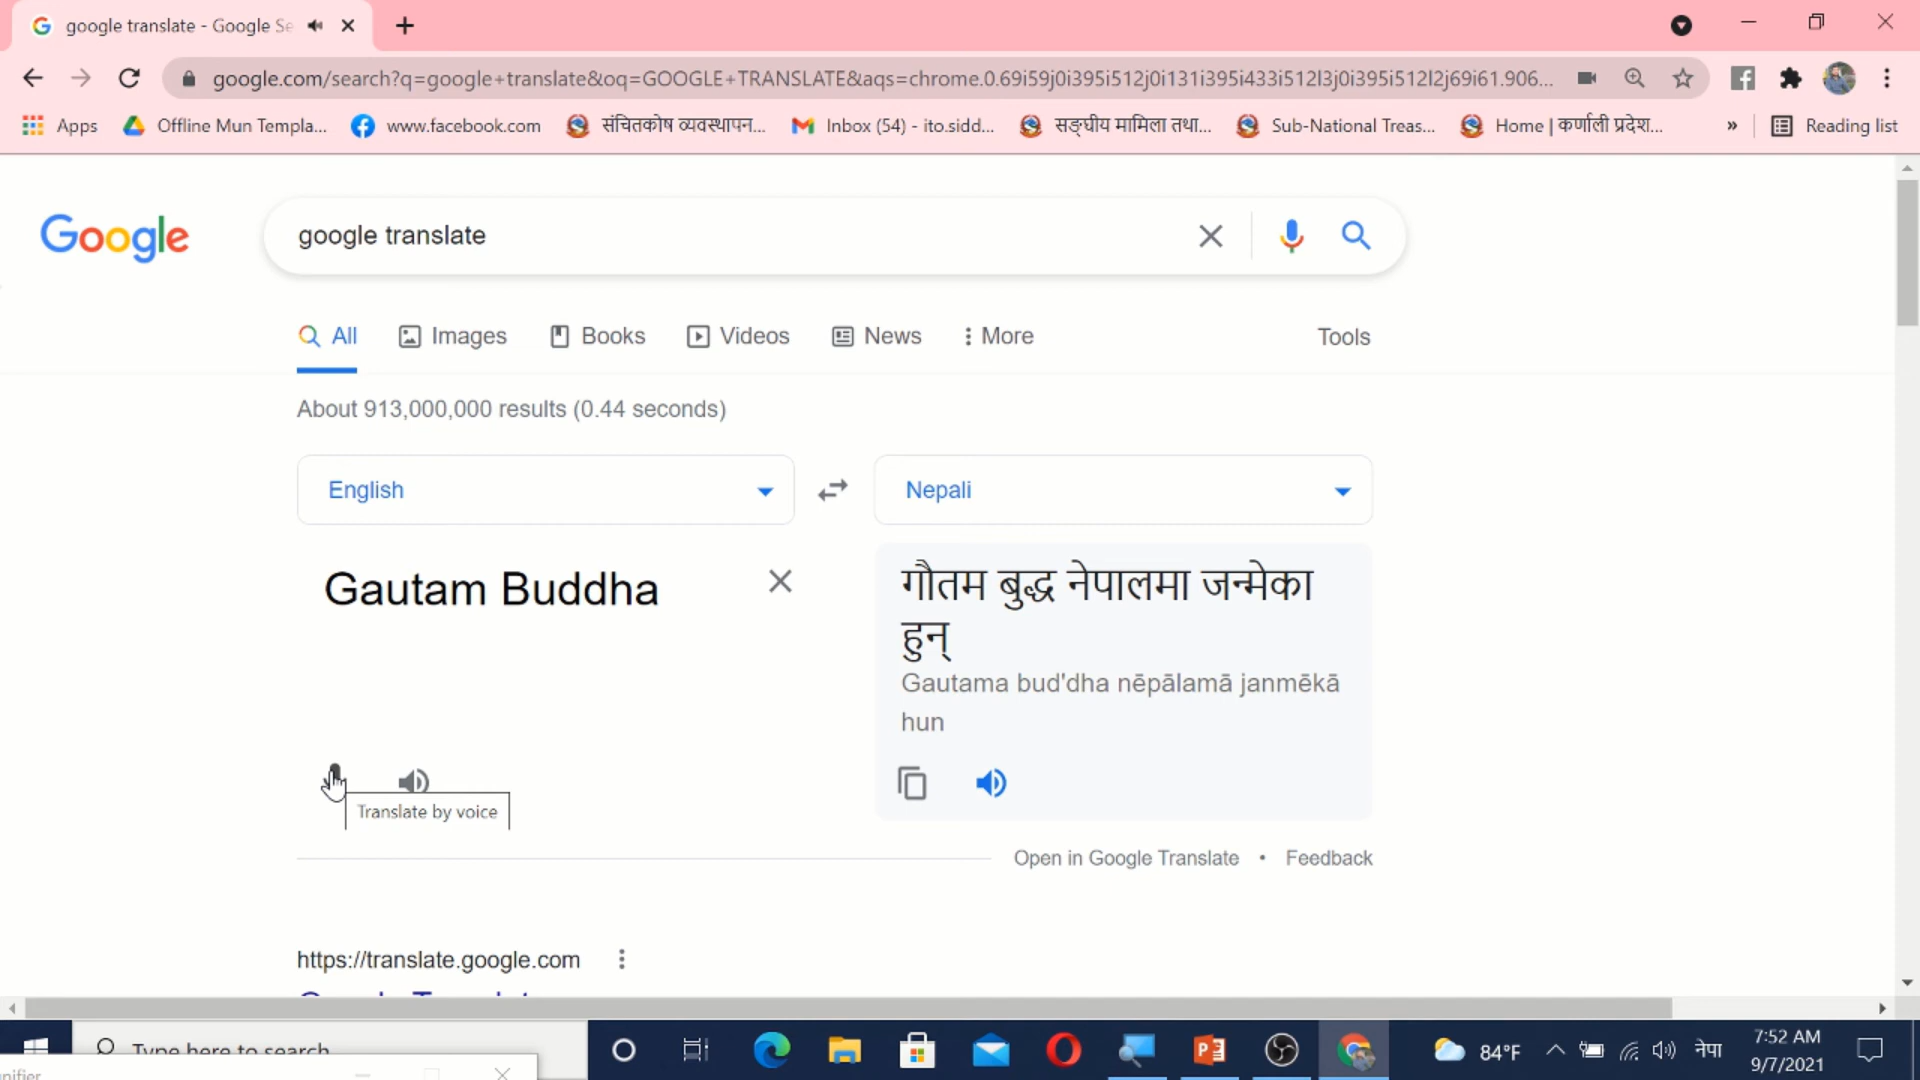 google translate - Google Se
google.com/search?q=google+translate&oq=GOOGLE+TRANSLATE&aqs=chrome.0.69i59j0i395i512j0i131i395i433i512l3j0i395i512l2j69i61.906...
Apps Offline Mun Templa... www.facebook.com संचितकोष व्यवस्थापन... Inbox (54) - ito.sidd... सङ्घीय मामिला तथा... Sub-National Treas... Home | कर्णाली प्रदेश... » Reading list
Google google translate
All Images Books Videos News More Tools
About 913,000,000 results (0.44 seconds)
English Nepali
Gautam Buddha
गौतम बुद्ध नेपालमा जन्मेका
हुन्
Gautama bud'dha nēpālamā janmēkā
hun
Translate by voice
Open in Google Translate • Feedback
https://translate.google.com
Type here to search
84°F नेपा 7:52 AM
9/7/2021